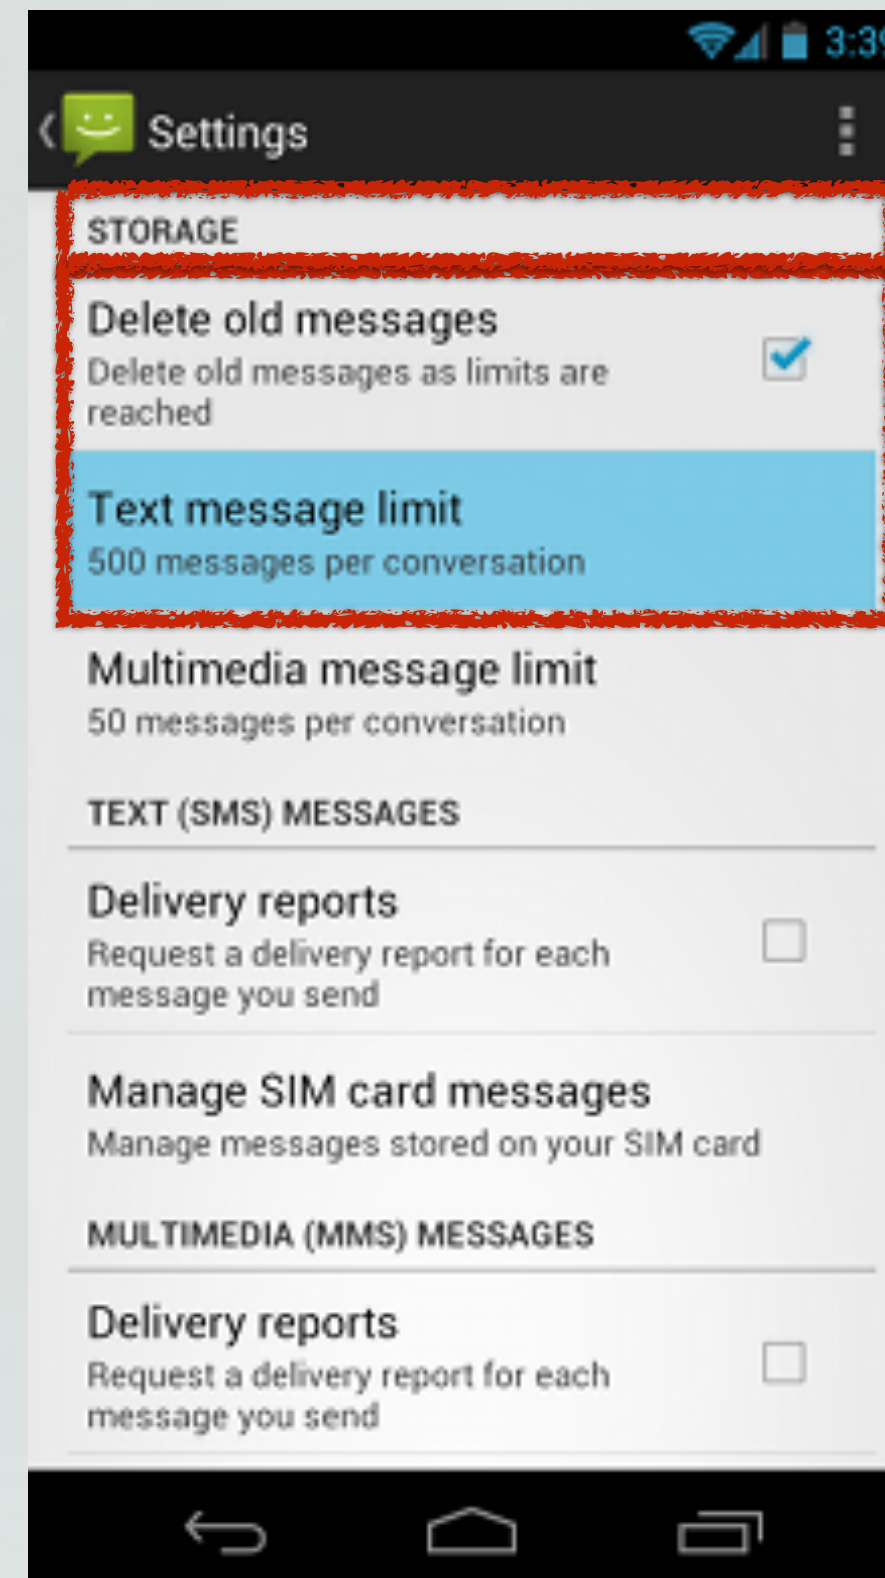 3:39
Settings
STORAGE
Delete old messages
Delete old messages as limits are
reached
Text message limit
500 messages per conversation
Multimedia message limit
50 messages per conversation
TEXT (SMS) MESSAGES
Delivery reports
Request a delivery report for each
message you send
Manage SIM card messages
Manage messages stored on your SIM card
MULTIMEDIA (MMS) MESSAGES
Delivery reports
Request a delivery report for each
message you send